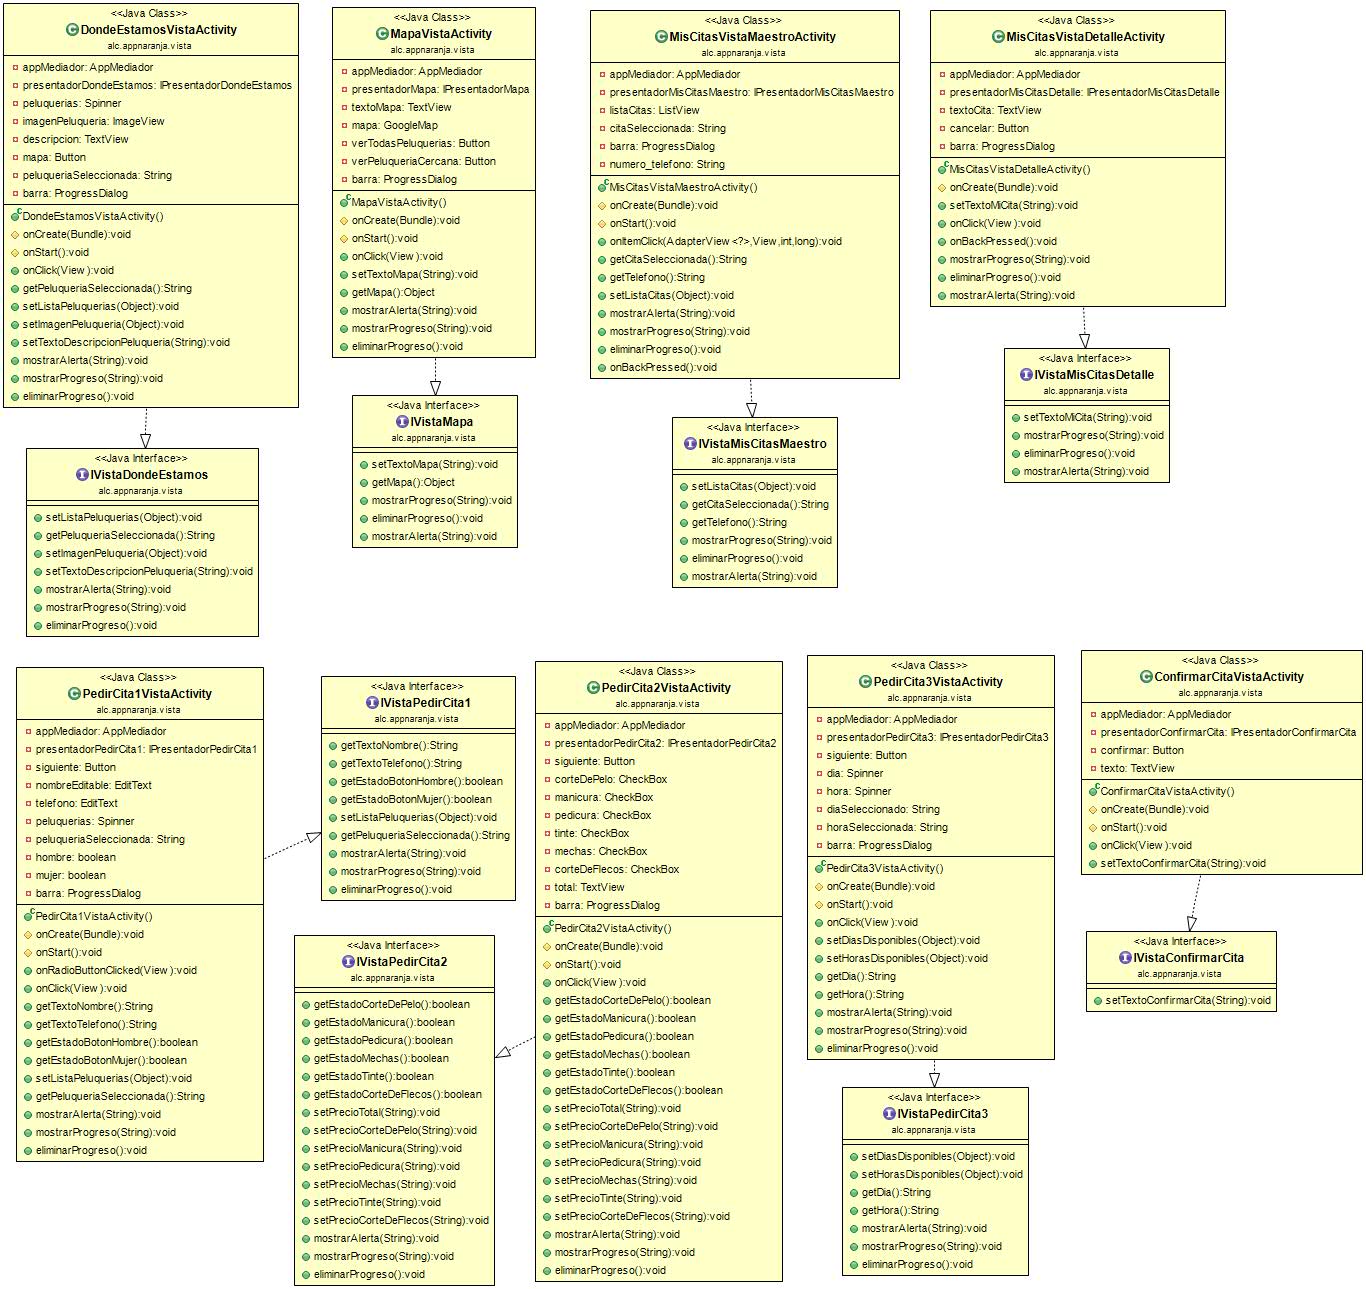 <<Java Class>>
DondeEstamosVistaActivity
alc.appnaranja.vista
appMediador: AppMediador
presentadorDondeEstamos: IPresentadorDondeEstamos
peluquerias: Spinner
imagenPeluqueria: ImageView
descripcion: TextView
mapa: Button
peluqueriaSeleccionada: String
barra: ProgressDialog
DondeEstamosVistaActivity()
onCreate(Bundle):void
onStart():void
onClick(View):void
getPeluqueriaSeleccionada():String
setListaPeluquerias(Object):void
setImagenPeluqueria(Object):void
setTextoDescripcionPeluqueria(String):void
mostrarAlerta(String):void
mostrarProgreso(String):void
eliminarProgreso():void
<<Java Class>>
MapaVistaActivity
alc.appnaranja.vista
appMediador: AppMediador
presentadorMapa: IPresentadorMapa
textoMapa: TextView
mapa: GoogleMap
verTodasPeluquerias: Button
verPeluqueriaCercana: Button
barra: ProgressDialog
MapaVistaActivity()
onCreate(Bundle):void
onStart():void
onClick(View):void
setTextoMapa(String):void
getMapa():Object
mostrarAlerta(String):void
mostrarProgreso(String):void
eliminarProgreso():void
<<Java Class>>
MisCitasVistaMaestroActivity
alc.appnaranja.vista
appMediador: AppMediador
presentadorMisCitasMaestro: IPresentadorMisCitasMaestro
listaCitas: ListView
citaSeleccionada: String
barra: ProgressDialog
numero_telefono: String
MisCitasVistaMaestroActivity()
onCreate(Bundle):void
onStart():void
onItemClick(AdapterView<?>,View,int,long):void
getCitaSeleccionada():String
getTelefono():String
setListaCitas(Object):void
mostrarAlerta(String):void
mostrarProgreso(String):void
eliminarProgreso():void
onBackPressed():void
<<Java Class>>
MisCitasVistaDetalleActivity
alc.appnaranja.vista
appMediador: AppMediador
presentadorMisCitasDetalle: IPresentadorMisCitasDetalle
textoCita: TextView
cancelar: Button
barra: ProgressDialog
MisCitasVistaDetalleActivity()
onCreate(Bundle):void
setTextoMiCita(String):void
onClick(View):void
onBackPressed():void
mostrarProgreso(String):void
eliminarProgreso():void
mostrarAlerta(String):void
<<Java Interface>>
IVistaDondeEstamos
alc.appnaranja.vista
setListaPeluquerias(Object):void
getPeluqueriaSeleccionada():String
setImagenPeluqueria(Object):void
setTextoDescripcionPeluqueria(String):void
mostrarAlerta(String):void
mostrarProgreso(String):void
eliminarProgreso():void
<<Java Interface>>
IVistaMapa
alc.appnaranja.vista
setTextoMapa(String):void
getMapa():Object
mostrarProgreso(String):void
eliminarProgreso():void
mostrarAlerta(String):void
<<Java Interface>>
IVistaMisCitasMaestro
alc.appnaranja.vista
setListaCitas(Object):void
getCitaSeleccionada():String
getTelefono():String
mostrarProgreso(String):void
eliminarProgreso():void
mostrarAlerta(String):void
<<Java Interface>>
IVistaMisCitasDetalle
alc.appnaranja.vista
setTextoMiCita(String):void
mostrarProgreso(String):void
eliminarProgreso():void
mostrarAlerta(String):void
<<Java Class>>
PedirCita1VistaActivity
alc.appnaranja.vista
appMediador: AppMediador
presentadorPedirCita1: IPresentadorPedirCita1
siguiente: Button
nombreEditable: EditText
telefono: EditText
peluquerias: Spinner
peluqueriaSeleccionada: String
hombre: boolean
mujer: boolean
barra: ProgressDialog
PedirCita1VistaActivity()
onCreate(Bundle):void
onStart():void
onRadioButtonClicked(View):void
onClick(View):void
getTextoNombre():String
getTextoTelefono():String
getEstadoBotonHombre():boolean
getEstadoBotonMujer():boolean
setListaPeluquerias(Object):void
getPeluqueriaSeleccionada():String
mostrarAlerta(String):void
mostrarProgreso(String):void
eliminarProgreso():void
<<Java Interface>>
IVistaPedirCita1
alc.appnaranja.vista
getTextoNombre():String
getTextoTelefono():String
getEstadoBotonHombre():boolean
getEstadoBotonMujer():boolean
setListaPeluquerias(Object):void
getPeluqueriaSeleccionada():String
mostrarAlerta(String):void
mostrarProgreso(String):void
eliminarProgreso():void
<<Java Interface>>
IVistaPedirCita2
alc.appnaranja.vista
getEstadoCorteDePelo():boolean
getEstadoManicura():boolean
getEstadoPedicura():boolean
getEstadoMechas():boolean
getEstadoTinte():boolean
getEstadoCorteDeFlecos():boolean
setPrecioTotal(String):void
setPrecioCorteDePelo(String):void
setPrecioManicura(String):void
setPrecioPedicura(String):void
setPrecioMechas(String):void
setPrecioTinte(String):void
setPrecioCorteDeFlecos(String):void
mostrarAlerta(String):void
mostrarProgreso(String):void
eliminarProgreso():void
<<Java Class>>
PedirCita2VistaActivity
alc.appnaranja.vista
appMediador: AppMediador
presentadorPedirCita2: IPresentadorPedirCita2
siguiente: Button
corteDePelo: CheckBox
manicura: CheckBox
pedicura: CheckBox
tinte: CheckBox
mechas: CheckBox
corteDeFlecos: CheckBox
total: TextView
barra: ProgressDialog
PedirCita2VistaActivity()
onCreate(Bundle):void
onStart():void
onClick(View):void
getEstadoCorteDePelo():boolean
getEstadoManicura():boolean
getEstadoPedicura():boolean
getEstadoMechas():boolean
getEstadoTinte():boolean
getEstadoCorteDeFlecos():boolean
setPrecioTotal(String):void
setPrecioCorteDePelo(String):void
setPrecioManicura(String):void
setPrecioPedicura(String):void
setPrecioMechas(String):void
setPrecioTinte(String):void
setPrecioCorteDeFlecos(String):void
mostrarAlerta(String):void
mostrarProgreso(String):void
eliminarProgreso():void
<<Java Class>>
PedirCita3VistaActivity
alc.appnaranja.vista
appMediador: AppMediador
presentadorPedirCita3: IPresentadorPedirCita3
siguiente: Button
dia: Spinner
hora: Spinner
diaSeleccionado: String
horaSeleccionada: String
barra: ProgressDialog
PedirCita3VistaActivity()
onCreate(Bundle):void
onStart():void
onClick(View):void
setDiasDisponibles(Object):void
setHorasDisponibles(Object):void
getDia():String
getHora():String
mostrarAlerta(String):void
mostrarProgreso(String):void
eliminarProgreso():void
<<Java Interface>>
IVistaPedirCita3
alc.appnaranja.vista
setDiasDisponibles(Object):void
setHorasDisponibles(Object):void
getDia():String
getHora():String
mostrarAlerta(String):void
mostrarProgreso(String):void
eliminarProgreso():void
<<Java Class>>
ConfirmarCitaVistaActivity
alc.appnaranja.vista
appMediador: AppMediador
presentadorConfirmarCita: IPresentadorConfirmarCita
confirmar: Button
texto: TextView
ConfirmarCitaVistaActivity()
onCreate(Bundle):void
onStart():void
onClick(View):void
setTextoConfirmarCita(String):void
<<Java Interface>>
IVistaConfirmarCita
alc.appnaranja.vista
setTextoConfirmarCita(String):void